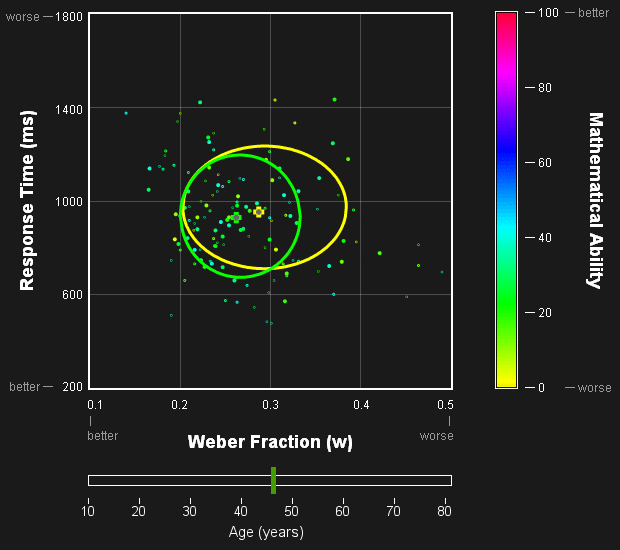 worse
1800
1400
1000
600
better
200
Response Time (ms)
0.1
0.2
0.3
0.4
0.5
better
worse
Weber Fraction (w)
100
better
80
60
40
20
0
worse
Mathematical Ability
10
20
30
40
50
60
70
80
Age (years)